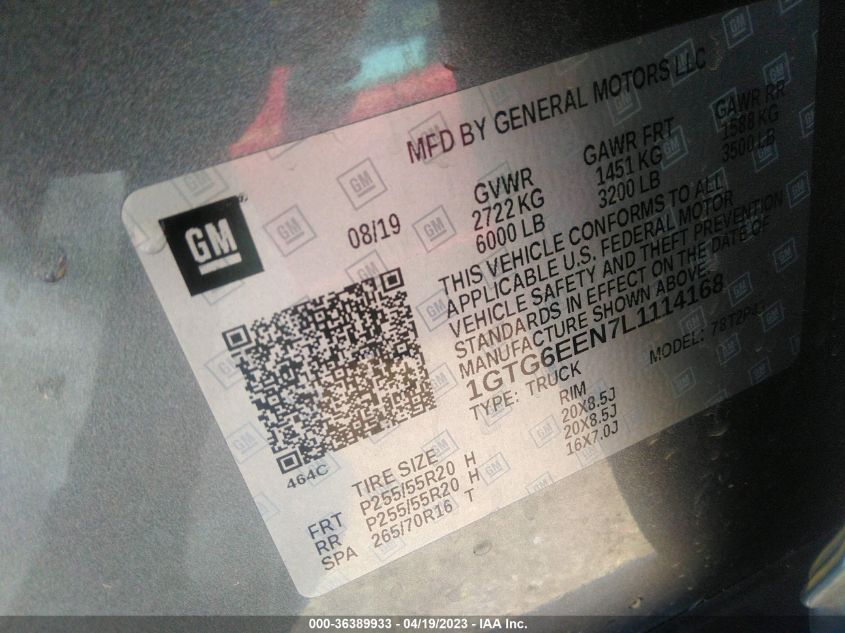 MFD BY GENERAL MOTORS LLC
GM
08/19
GVWR GAWR FRT GAWR RR
2722 KG 1451 KG 1588 KG
6000 LB 3200 LB 3500 LB
THIS VEHICLE CONFORMS TO ALL
APPLICABLE U.S. FEDERAL MOTOR
VEHICLE SAFETY AND THEFT PREVENTION
STANDARDS IN EFFECT ON THE DATE OF
MANUFACTURE SHOWN ABOVE.
1GTG6EEN7L1114168
TYPE: TRUCK MODEL:
464C
TIRE SIZE RIM
FRT P255/55R20 H 20X8.5J
RR P255/55R20 H 20X8.5J
SPA 265/70R16 T 16X7.0J
000-36389933 - 04/19/2023 - IAA Inc.